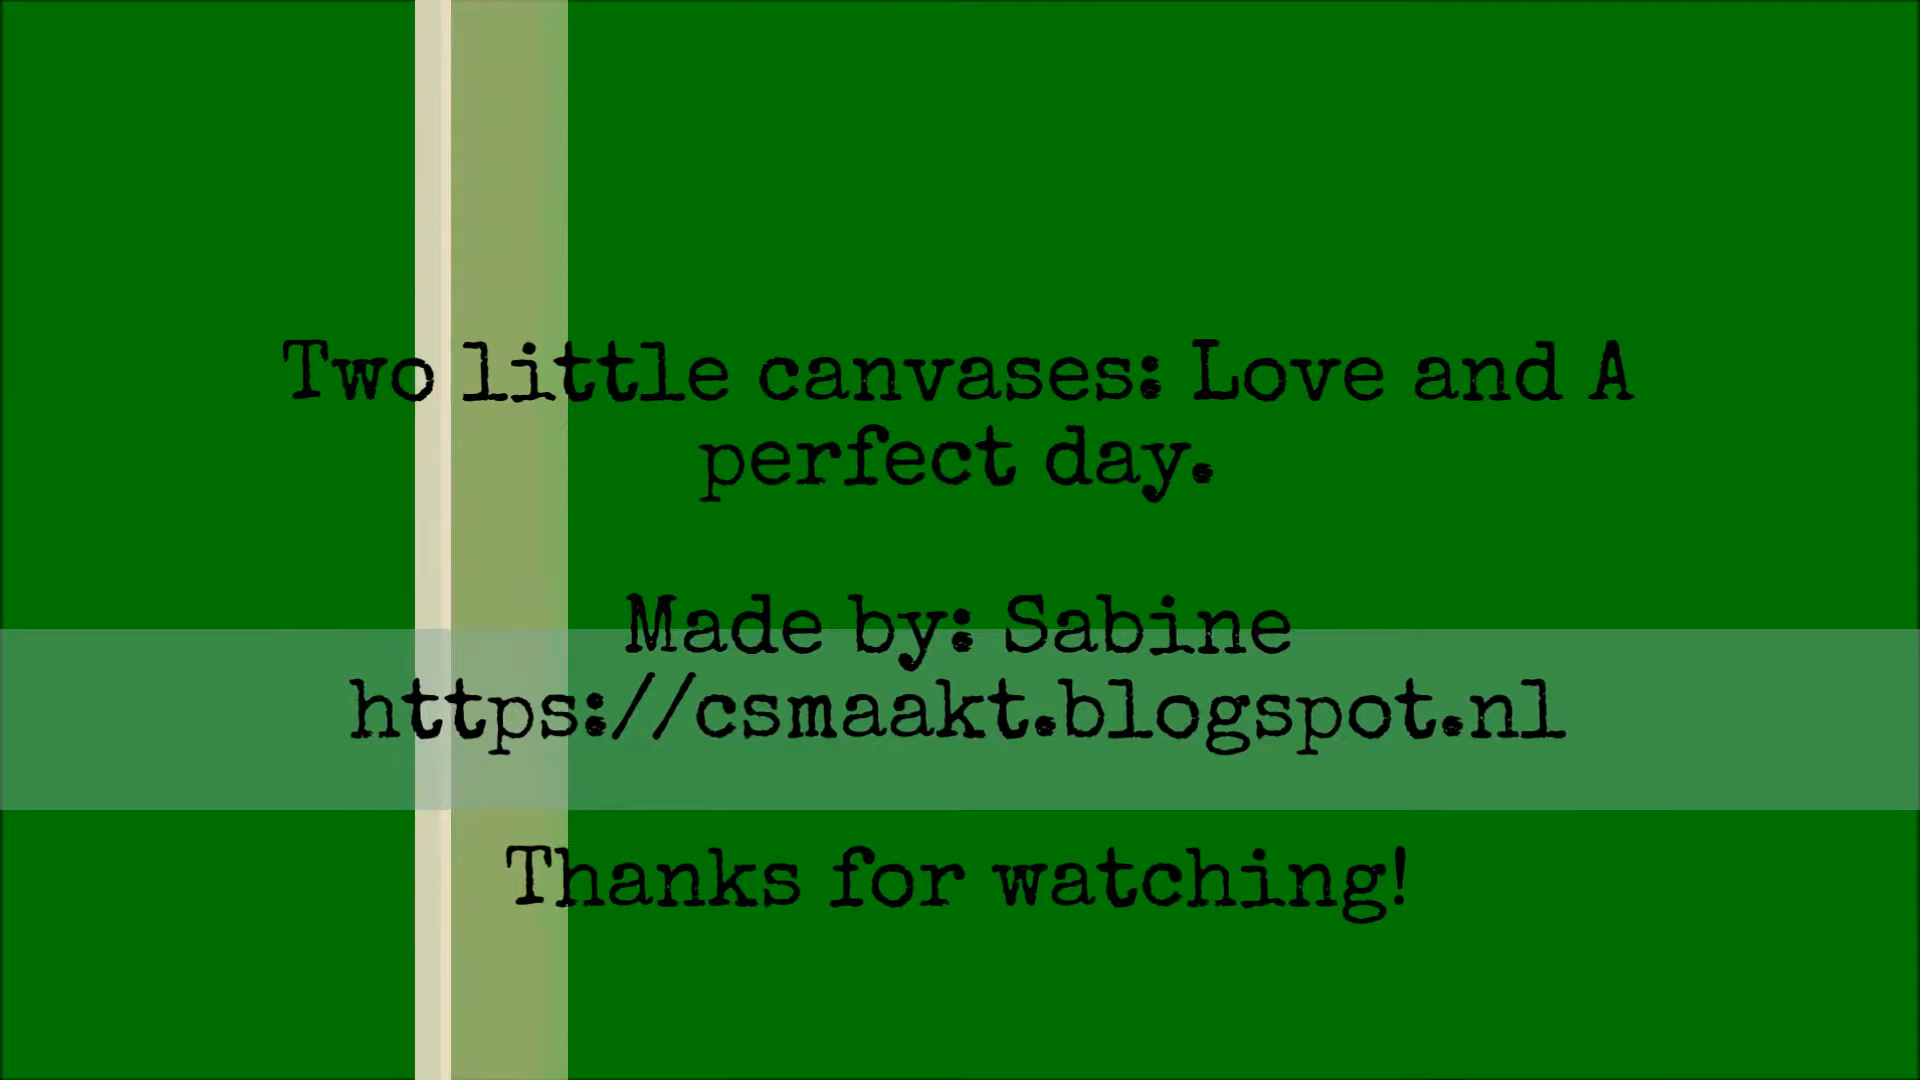 Two little canvases: Love and A
perfect day.
Made by: Sabine
https://csmaakt.blogspot.nl
Thanks for watching!